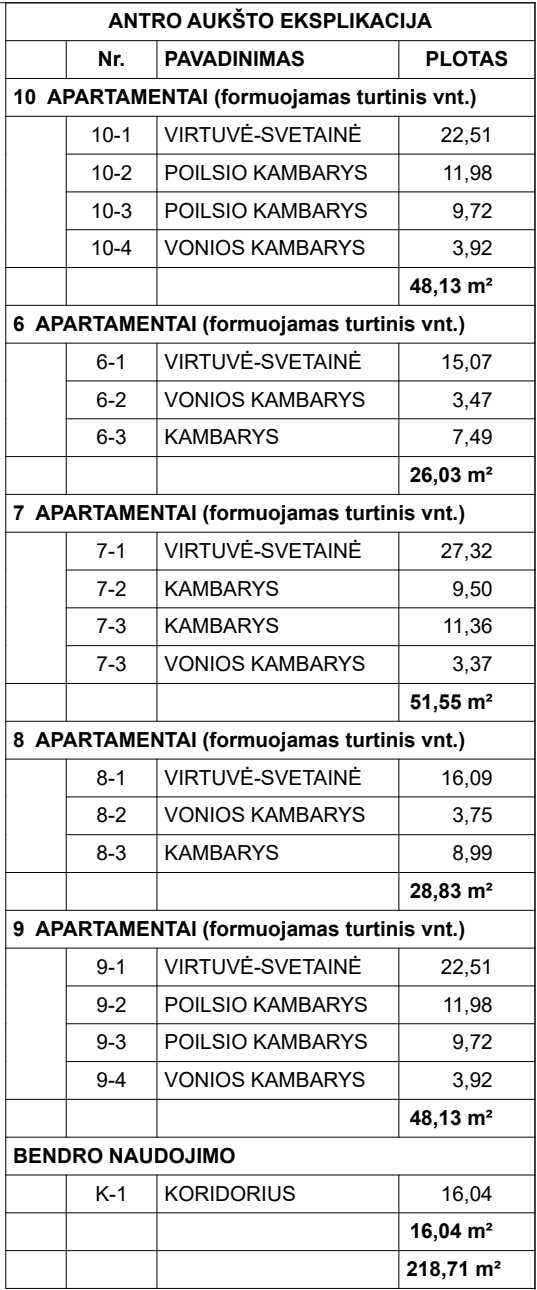 ANTRO AUKŠTO EKSPLIKACIJA
Nr. PAVADINIMAS PLOTAS
10 APARTAMENTAI (formuojamas turtinis vnt.)
10-1 VIRTUVĖ-SVETAINĖ 22,51
10-2 POILSIO KAMBARYS 11,98
10-3 POILSIO KAMBARYS 9,72
10-4 VONIOS KAMBARYS 3,92
48,13 m²
6 APARTAMENTAI (formuojamas turtinis vnt.)
6-1 VIRTUVĖ-SVETAINĖ 15,07
6-2 VONIOS KAMBARYS 3,47
6-3 KAMBARYS 7,49
26,03 m²
7 APARTAMENTAI (formuojamas turtinis vnt.)
7-1 VIRTUVĖ-SVETAINĖ 27,32
7-2 KAMBARYS 9,50
7-3 KAMBARYS 11,36
7-3 VONIOS KAMBARYS 3,37
51,55 m²
8 APARTAMENTAI (formuojamas turtinis vnt.)
8-1 VIRTUVĖ-SVETAINĖ 16,09
8-2 VONIOS KAMBARYS 3,75
8-3 KAMBARYS 8,99
28,83 m²
9 APARTAMENTAI (formuojamas turtinis vnt.)
9-1 VIRTUVĖ-SVETAINĖ 22,51
9-2 POILSIO KAMBARYS 11,98
9-3 POILSIO KAMBARYS 9,72
9-4 VONIOS KAMBARYS 3,92
48,13 m²
BENDRO NAUDOJIMO
K-1 KORIDORIUS 16,04
16,04 m²
218,71 m²